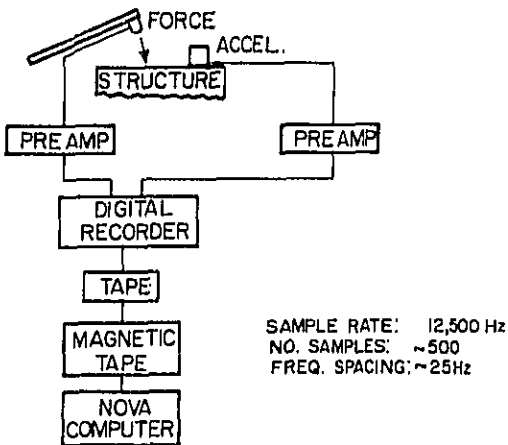 FORCE
ACCEL.
STRUCTURE
PREAMP
PREAMP
DIGITAL
RECORDER
TAPE
MAGNETIC
TAPE
NOVA
COMPUTER
SAMPLE RATE: 12,500 Hz
NO. SAMPLES: ~500
FREQ. SPACING: ~25Hz